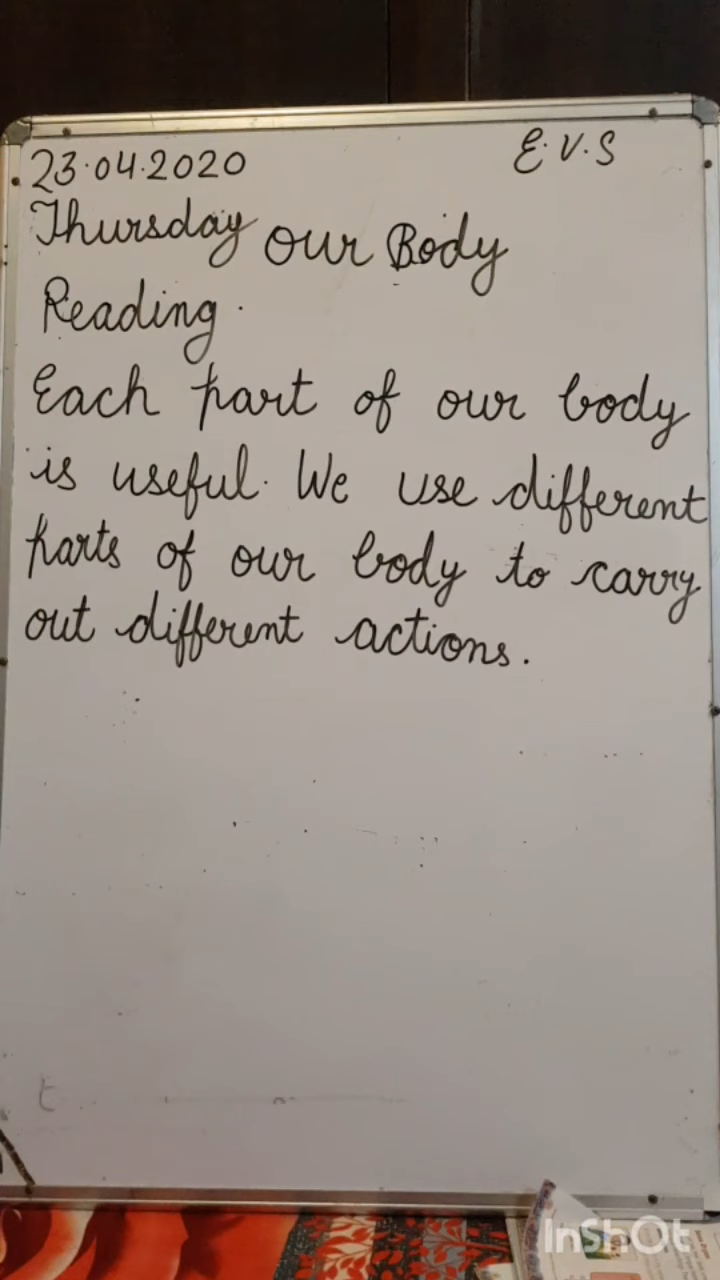 23.04.2020 E.V.S
Thursday Our Body
Reading.
Each part of our body
is useful. We use different
parts of our body to carry
out different actions.
InShOt